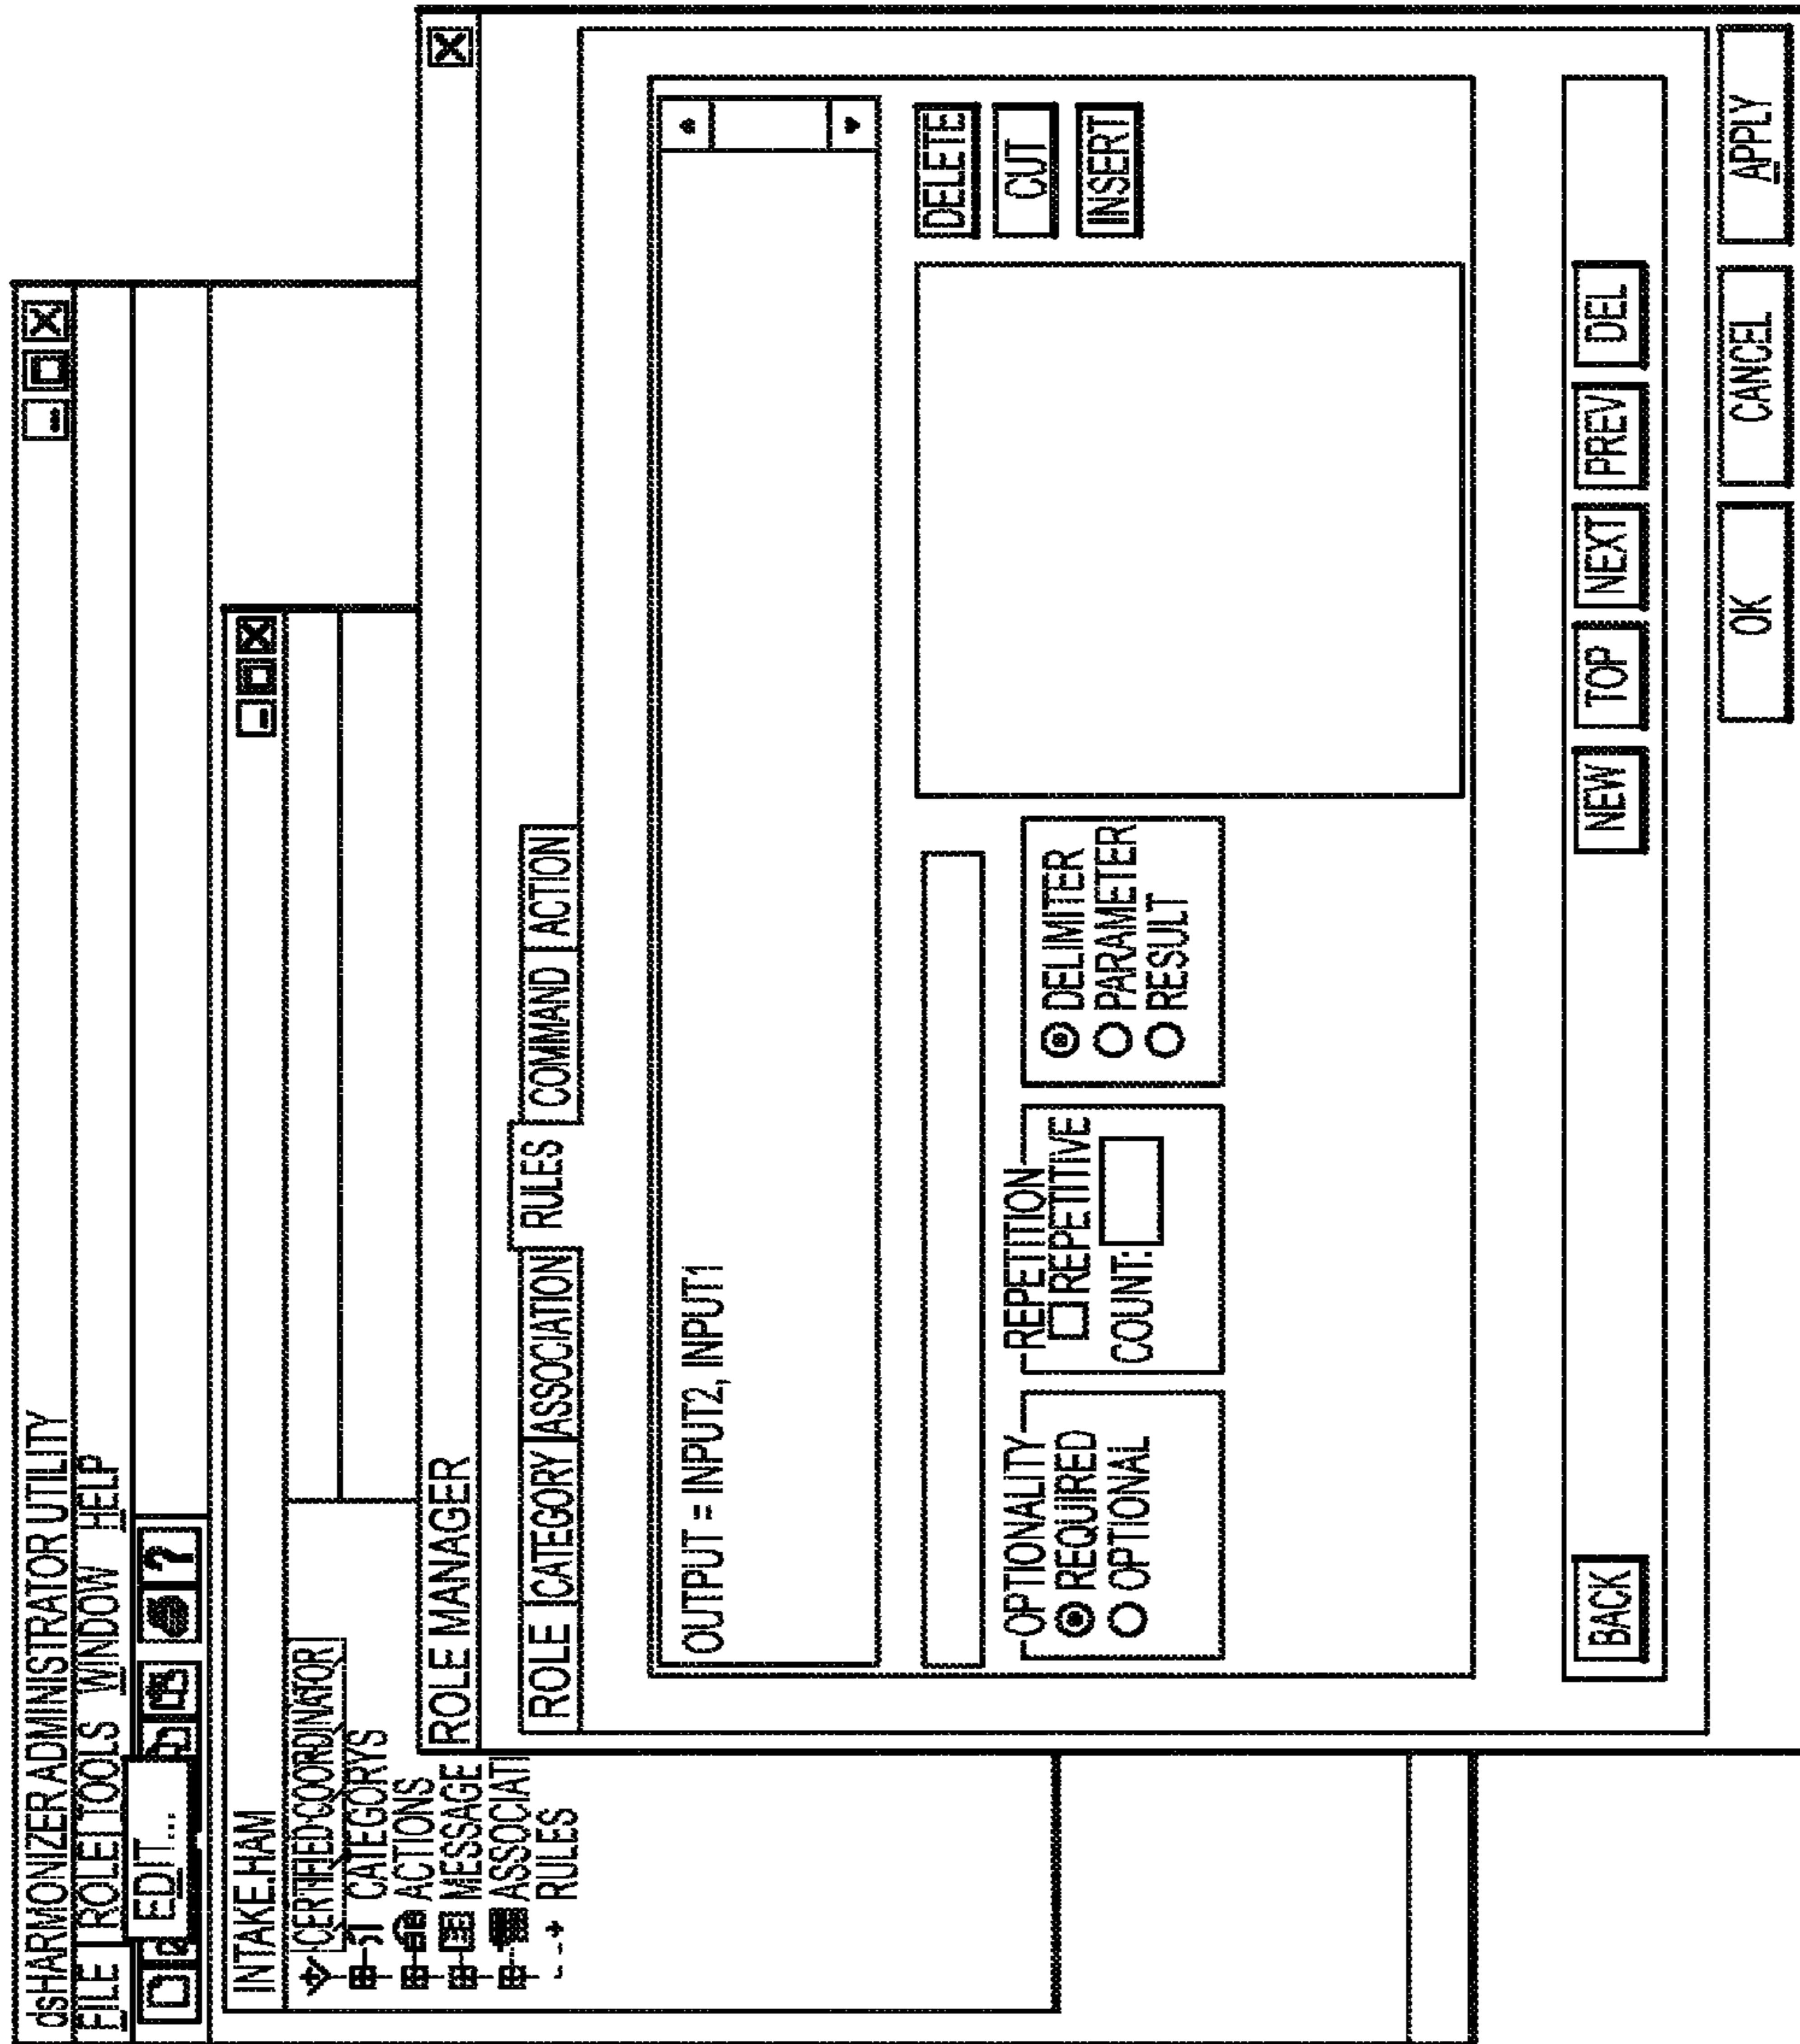 dsHARMONIZER ADMINISTRATOR UTILITY
FILE ROLE TOOLS WINDOW HELP
EDIT...
?
INTAKE.HAM
CERTIFIED COORDINATOR
CATEGORYS
ACTIONS
MESSAGE
ASSOCIATI
RULES
ROLE MANAGER
ROLE CATEGORY ASSOCIATION RULES COMMAND ACTION
OUTPUT = INPUT2, INPUT1
DELETE
CUT
INSERT
OPTIONALITY
REQUIRED
OPTIONAL
REPETITION
REPETITIVE
COUNT:
DELIMITER
PARAMETER
RESULT
BACK NEW TOP NEXT PREV DEL
OK CANCEL APPLY